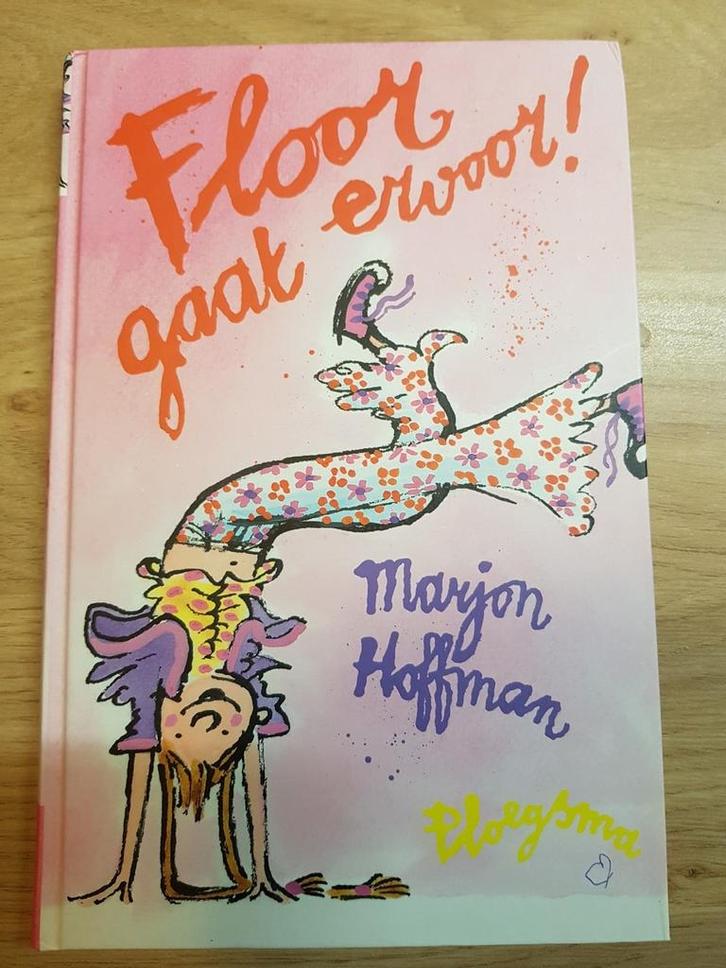 Floor
gaat ervoor!
Marjon
Hoffman
Ploegsma